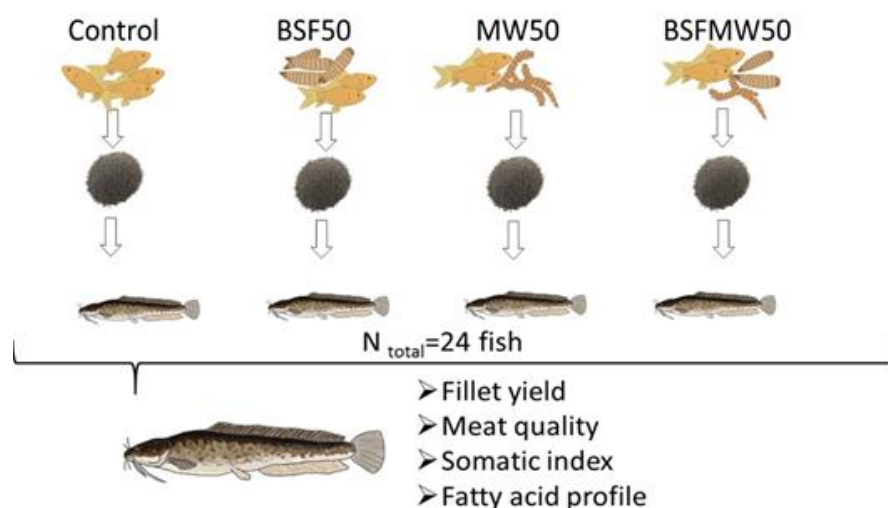 Control BSF50 MW50 BSFMW50
N total=24 fish
➢Fillet yield
➢Meat quality
➢Somatic index
➢Fatty acid profile